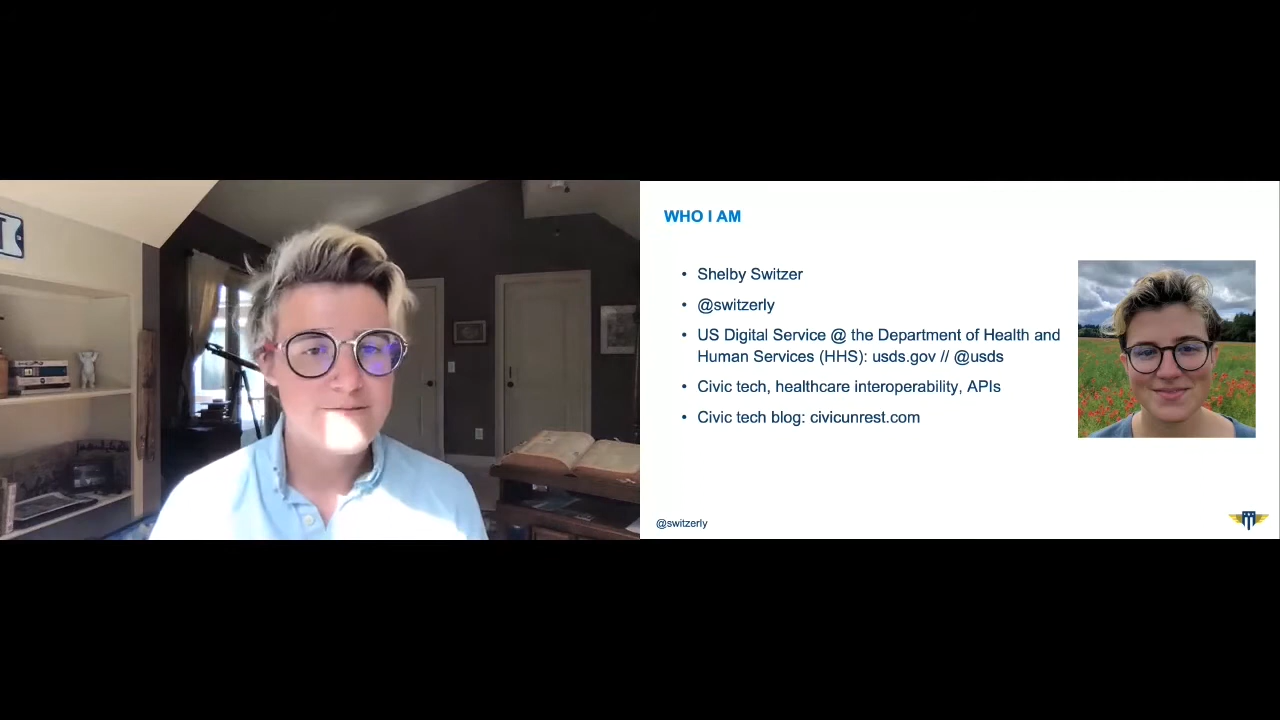 WHO I AM
• Shelby Switzer
• @switzerly
• US Digital Service @ the Department of Health and
Human Services (HHS): usds.gov // @usds
• Civic tech, healthcare interoperability, APIs
• Civic tech blog: civicunrest.com
@switzerly